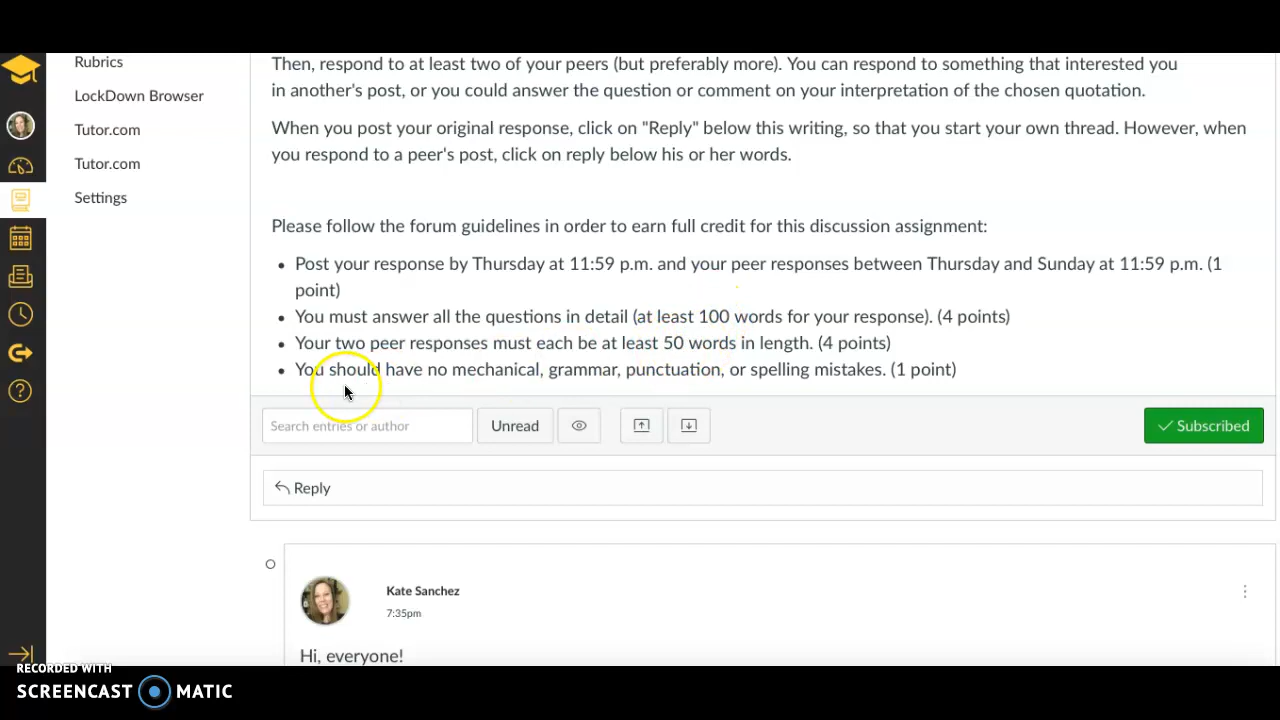 Rubrics
LockDown Browser
Tutor.com
Tutor.com
Settings
Then, respond to at least two of your peers (but preferably more). You can respond to something that interested you
in another's post, or you could answer the question or comment on your interpretation of the chosen quotation.
When you post your original response, click on "Reply" below this writing, so that you start your own thread. However, when
you respond to a peer's post, click on reply below his or her words.
Please follow the forum guidelines in order to earn full credit for this discussion assignment:
Post your response by Thursday at 11:59 p.m. and your peer responses between Thursday and Sunday at 11:59 p.m. (1
point)
You must answer all the questions in detail (at least 100 words for your response). (4 points)
Your two peer responses must each be at least 50 words in length. (4 points)
You should have no mechanical, grammar, punctuation, or spelling mistakes. (1 point)
Search entries or author
Unread
Subscribed
Reply
Kate Sanchez
7:35pm
Hi, everyone!
RECORDED WITH
SCREENCAST MATIC